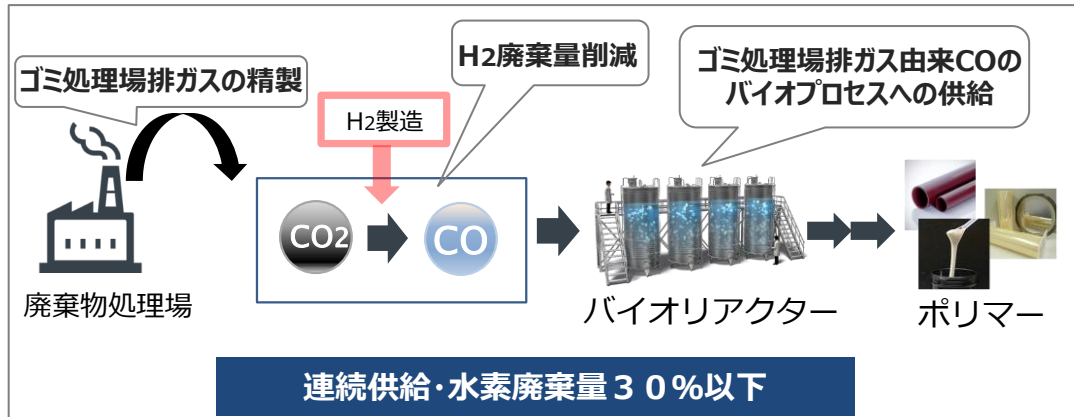 ゴミ処理場排ガスの精製
H2廃棄量削減
ゴミ処理場排ガス由来COの
バイオプロセスへの供給
H2製造
CO2
CO
廃棄物処理場
バイオリアクター
ポリマー
連続供給・水素廃棄量30%以下